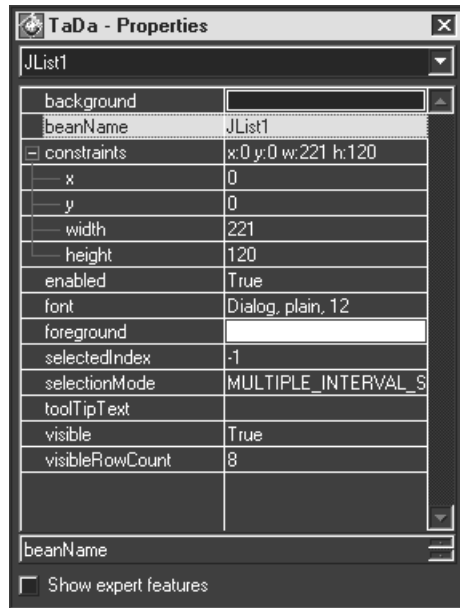 TaDa - Properties
JList1
background
beanName JList1
constraints x:0 y:0 w:221 h:120
x 0
y 0
width 221
height 120
enabled True
font Dialog, plain, 12
foreground
selectedIndex -1
selectionMode MULTIPLE_INTERVAL_S
toolTipText
visible True
visibleRowCount 8
beanName
Show expert features